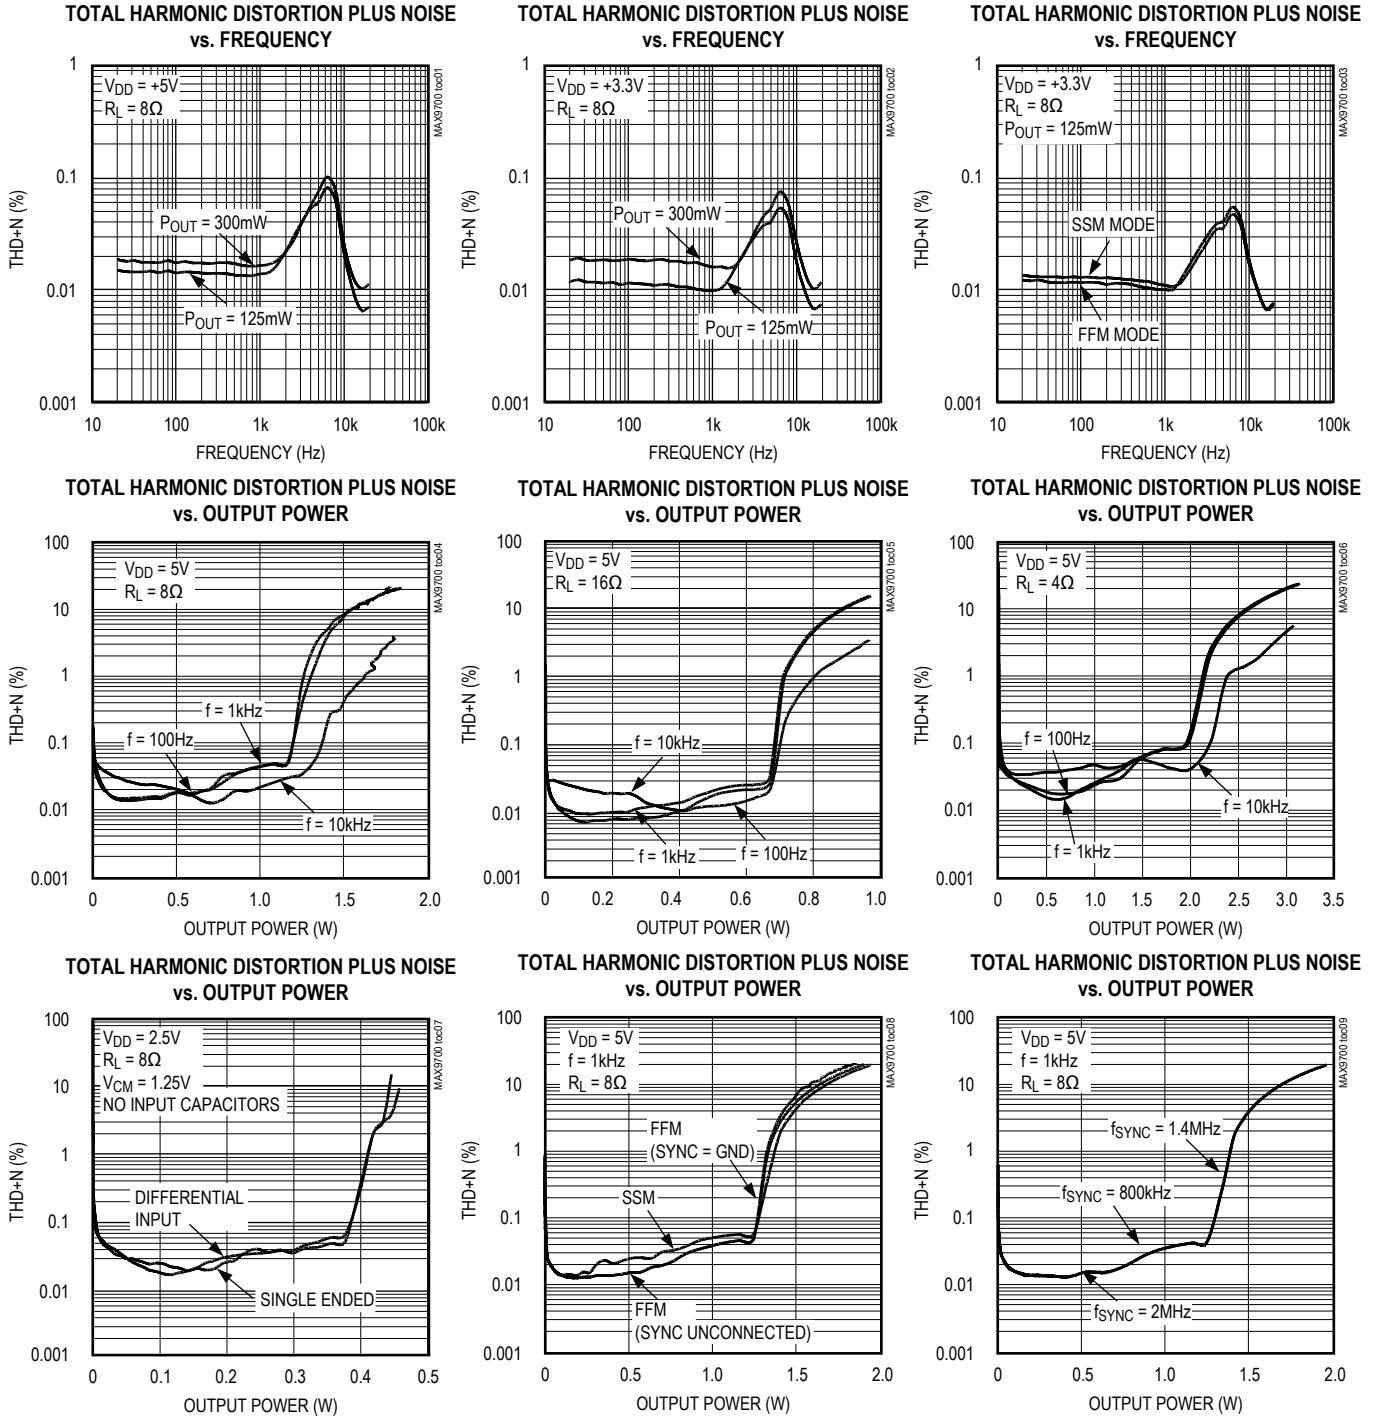 TOTAL HARMONIC DISTORTION PLUS NOISE
vs. FREQUENCY
1
0.1
0.01
0.001
THD+N (%)
VDD = +5V
RL = 8Ω
POUT = 300mW
POUT = 125mW
MAX9700 toc01
10
100
1k
10k
100k
FREQUENCY (Hz)
TOTAL HARMONIC DISTORTION PLUS NOISE
vs. FREQUENCY
1
0.1
0.01
0.001
THD+N (%)
VDD = +3.3V
RL = 8Ω
POUT = 300mW
POUT = 125mW
MAX9700 toc02
10
100
1k
10k
100k
FREQUENCY (Hz)
TOTAL HARMONIC DISTORTION PLUS NOISE
vs. FREQUENCY
1
0.1
0.01
0.001
THD+N (%)
VDD = +3.3V
RL = 8Ω
POUT = 125mW
SSM MODE
FFM MODE
MAX9700 toc03
10
100
1k
10k
100k
FREQUENCY (Hz)
TOTAL HARMONIC DISTORTION PLUS NOISE
vs. OUTPUT POWER
100
10
1
0.1
0.01
0.001
THD+N (%)
VDD = 5V
RL = 8Ω
f = 1kHz
f = 100Hz
f = 10kHz
MAX9700 toc04
0
0.5
1.0
1.5
2.0
OUTPUT POWER (W)
TOTAL HARMONIC DISTORTION PLUS NOISE
vs. OUTPUT POWER
100
10
1
0.1
0.01
0.001
THD+N (%)
VDD = 5V
RL = 16Ω
f = 10kHz
f = 1kHz
f = 100Hz
MAX9700 toc05
0
0.2
0.4
0.6
0.8
1.0
OUTPUT POWER (W)
TOTAL HARMONIC DISTORTION PLUS NOISE
vs. OUTPUT POWER
100
10
1
0.1
0.01
0.001
THD+N (%)
VDD = 5V
RL = 4Ω
f = 100Hz
f = 10kHz
f = 1kHz
MAX9700 toc06
0
0.5
1.0
1.5
2.0
2.5
3.0
3.5
OUTPUT POWER (W)
TOTAL HARMONIC DISTORTION PLUS NOISE
vs. OUTPUT POWER
100
10
1
0.1
0.01
0.001
THD+N (%)
VDD = 2.5V
RL = 8Ω
VCM = 1.25V
NO INPUT CAPACITORS
DIFFERENTIAL
INPUT
SINGLE ENDED
MAX9700 toc07
0
0.1
0.2
0.3
0.4
0.5
OUTPUT POWER (W)
TOTAL HARMONIC DISTORTION PLUS NOISE
vs. OUTPUT POWER
100
10
1
0.1
0.01
0.001
THD+N (%)
VDD = 5V
f = 1kHz
RL = 8Ω
FFM
(SYNC = GND)
SSM
FFM
(SYNC UNCONNECTED)
MAX9700 toc08
0
0.5
1.0
1.5
2.0
OUTPUT POWER (W)
TOTAL HARMONIC DISTORTION PLUS NOISE
vs. OUTPUT POWER
100
10
1
0.1
0.01
0.001
THD+N (%)
VDD = 5V
f = 1kHz
RL = 8Ω
fSYNC = 1.4MHz
fSYNC = 800kHz
fSYNC = 2MHz
MAX9700 toc09
0
0.5
1.0
1.5
2.0
OUTPUT POWER (W)